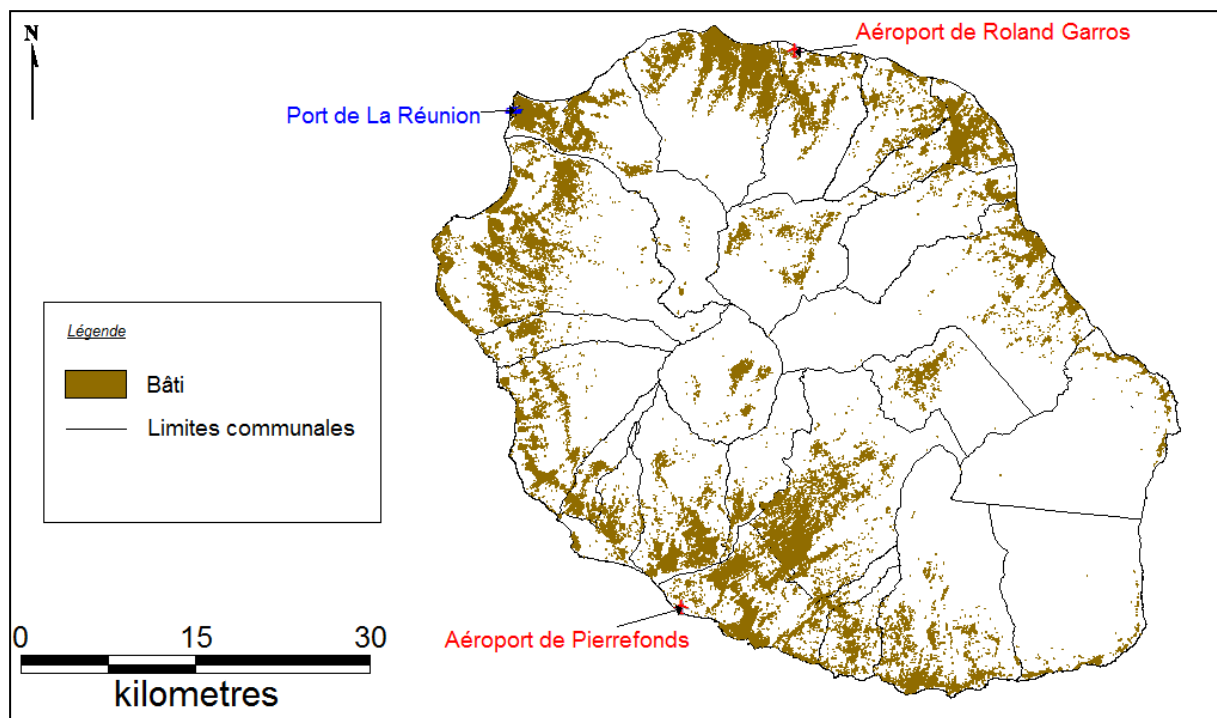 N
Aéroport de Roland Garros
Port de La Réunion
Légende
Bâti
Limites communales
Aéroport de Pierrefonds
0 15 30
kilometres